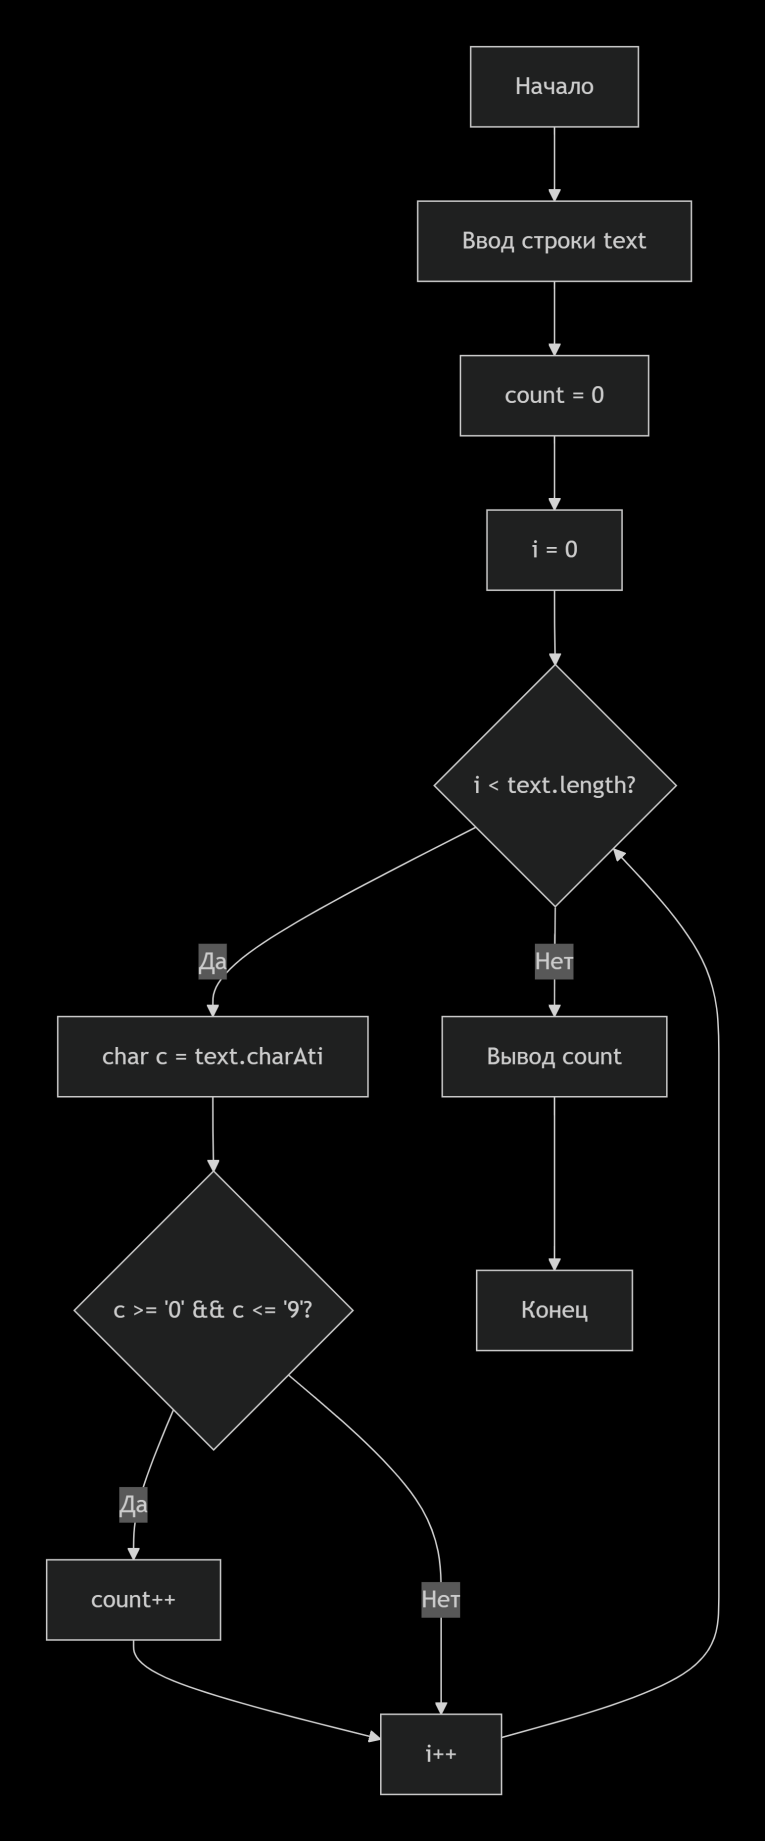 Начало
Ввод строки text
count = 0
i = 0
i < text.length?
Да
Нет
char c = text.charAti
Вывод count
c >= '0' && c <= '9'?
Конец
Да
count++
Нет
i++